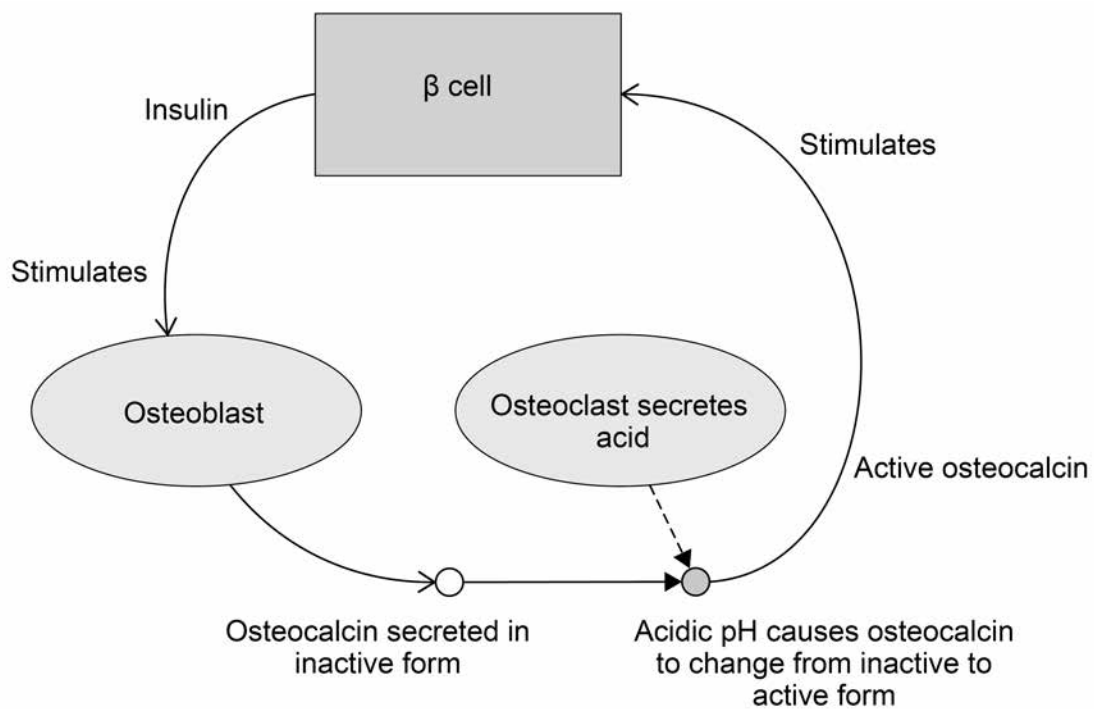 β cell
Insulin
Stimulates
Stimulates
Osteoblast
Osteoclast secretes
acid
Active osteocalcin
Osteocalcin secreted in
inactive form
Acidic pH causes osteocalcin
to change from inactive to
active form